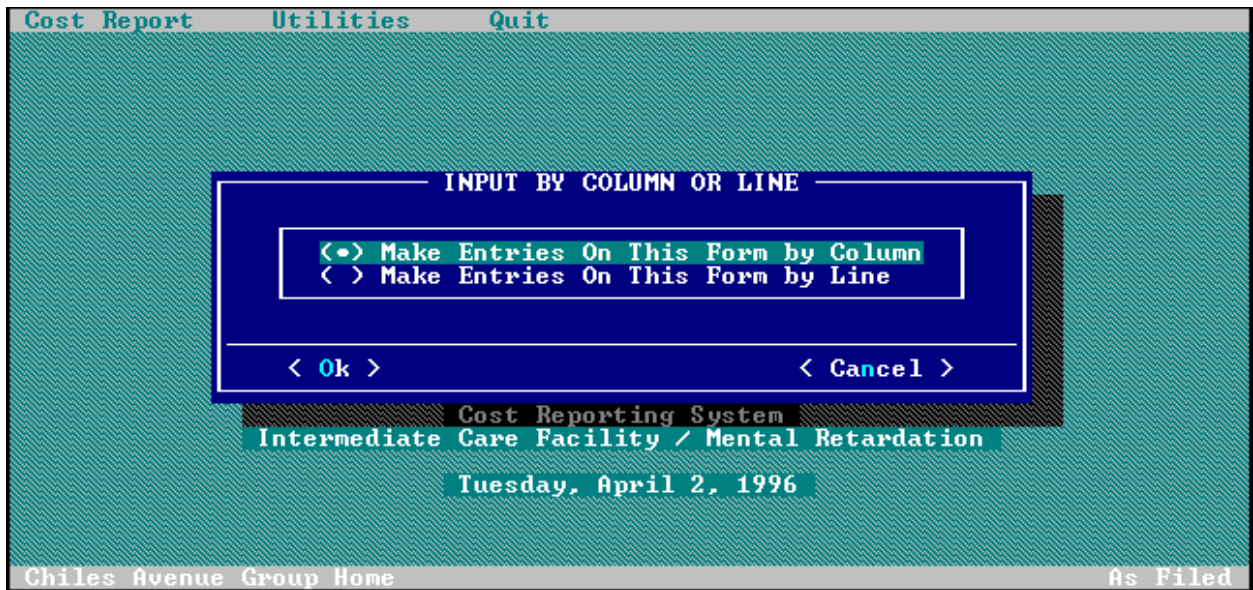 Cost Report Utilities Quit
INPUT BY COLUMN OR LINE
(•) Make Entries On This Form by Column
( ) Make Entries On This Form by Line
< Ok > < Cancel >
Cost Reporting System
Intermediate Care Facility / Mental Retardation
Tuesday, April 2, 1996
Chiles Avenue Group Home As Filed